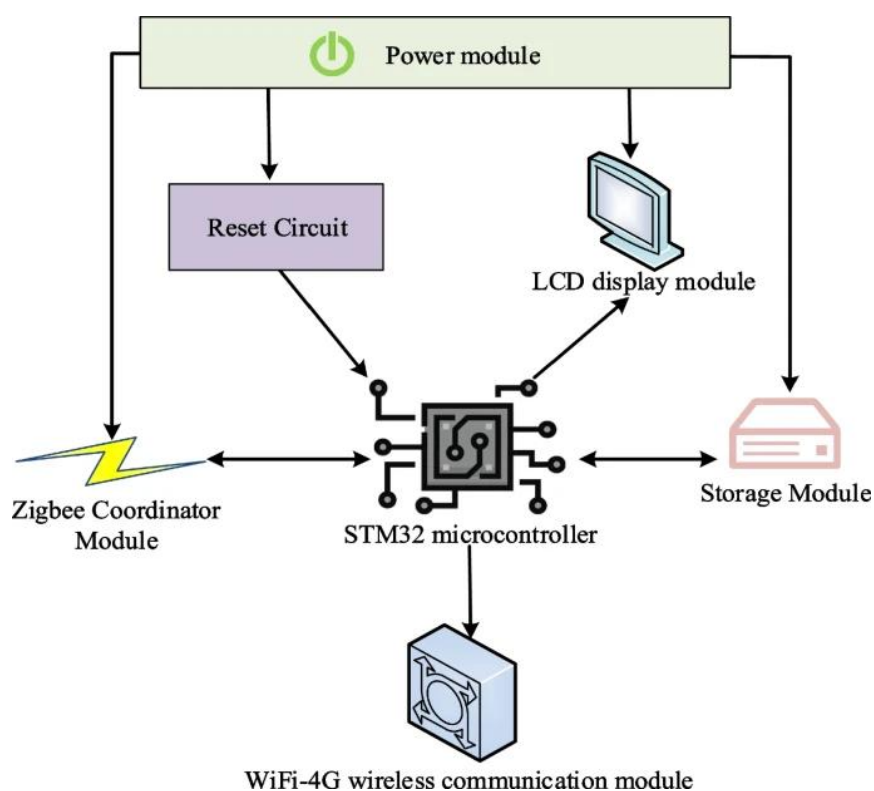 Power module
Reset Circuit
LCD display module
Zigbee Coordinator
Module
STM32 microcontroller
Storage Module
WiFi-4G wireless communication module